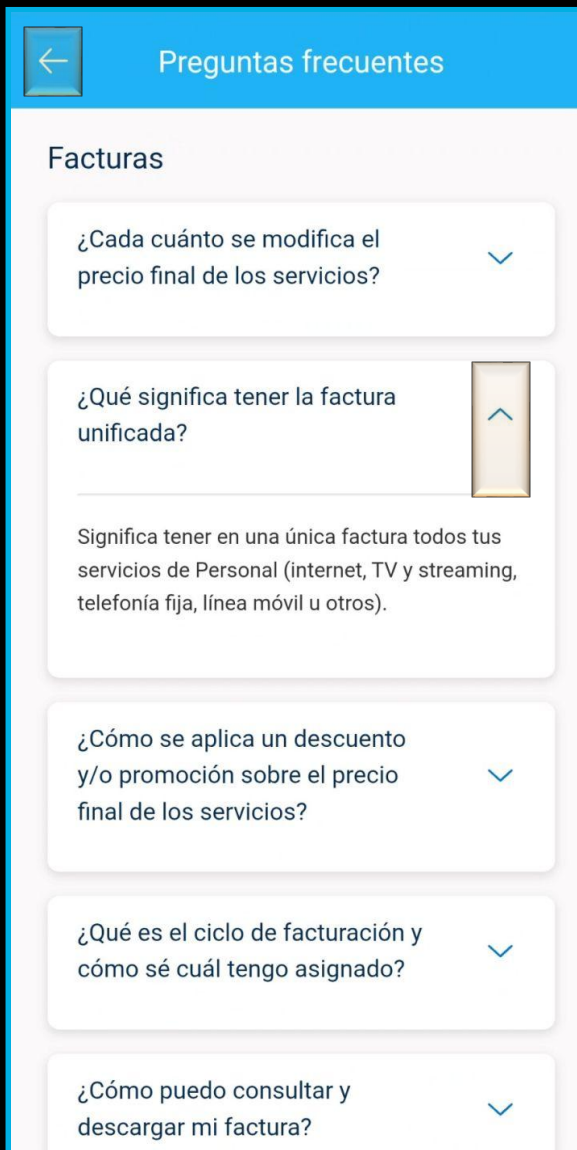 Preguntas frecuentes
Facturas
¿Cada cuánto se modifica el
precio final de los servicios?
¿Qué significa tener la factura
unificada?
Significa tener en una única factura todos tus
servicios de Personal (internet, TV y streaming,
telefonía fija, línea móvil u otros).
¿Cómo se aplica un descuento
y/o promoción sobre el precio
final de los servicios?
¿Qué es el ciclo de facturación y
cómo sé cuál tengo asignado?
¿Cómo puedo consultar y
descargar mi factura?